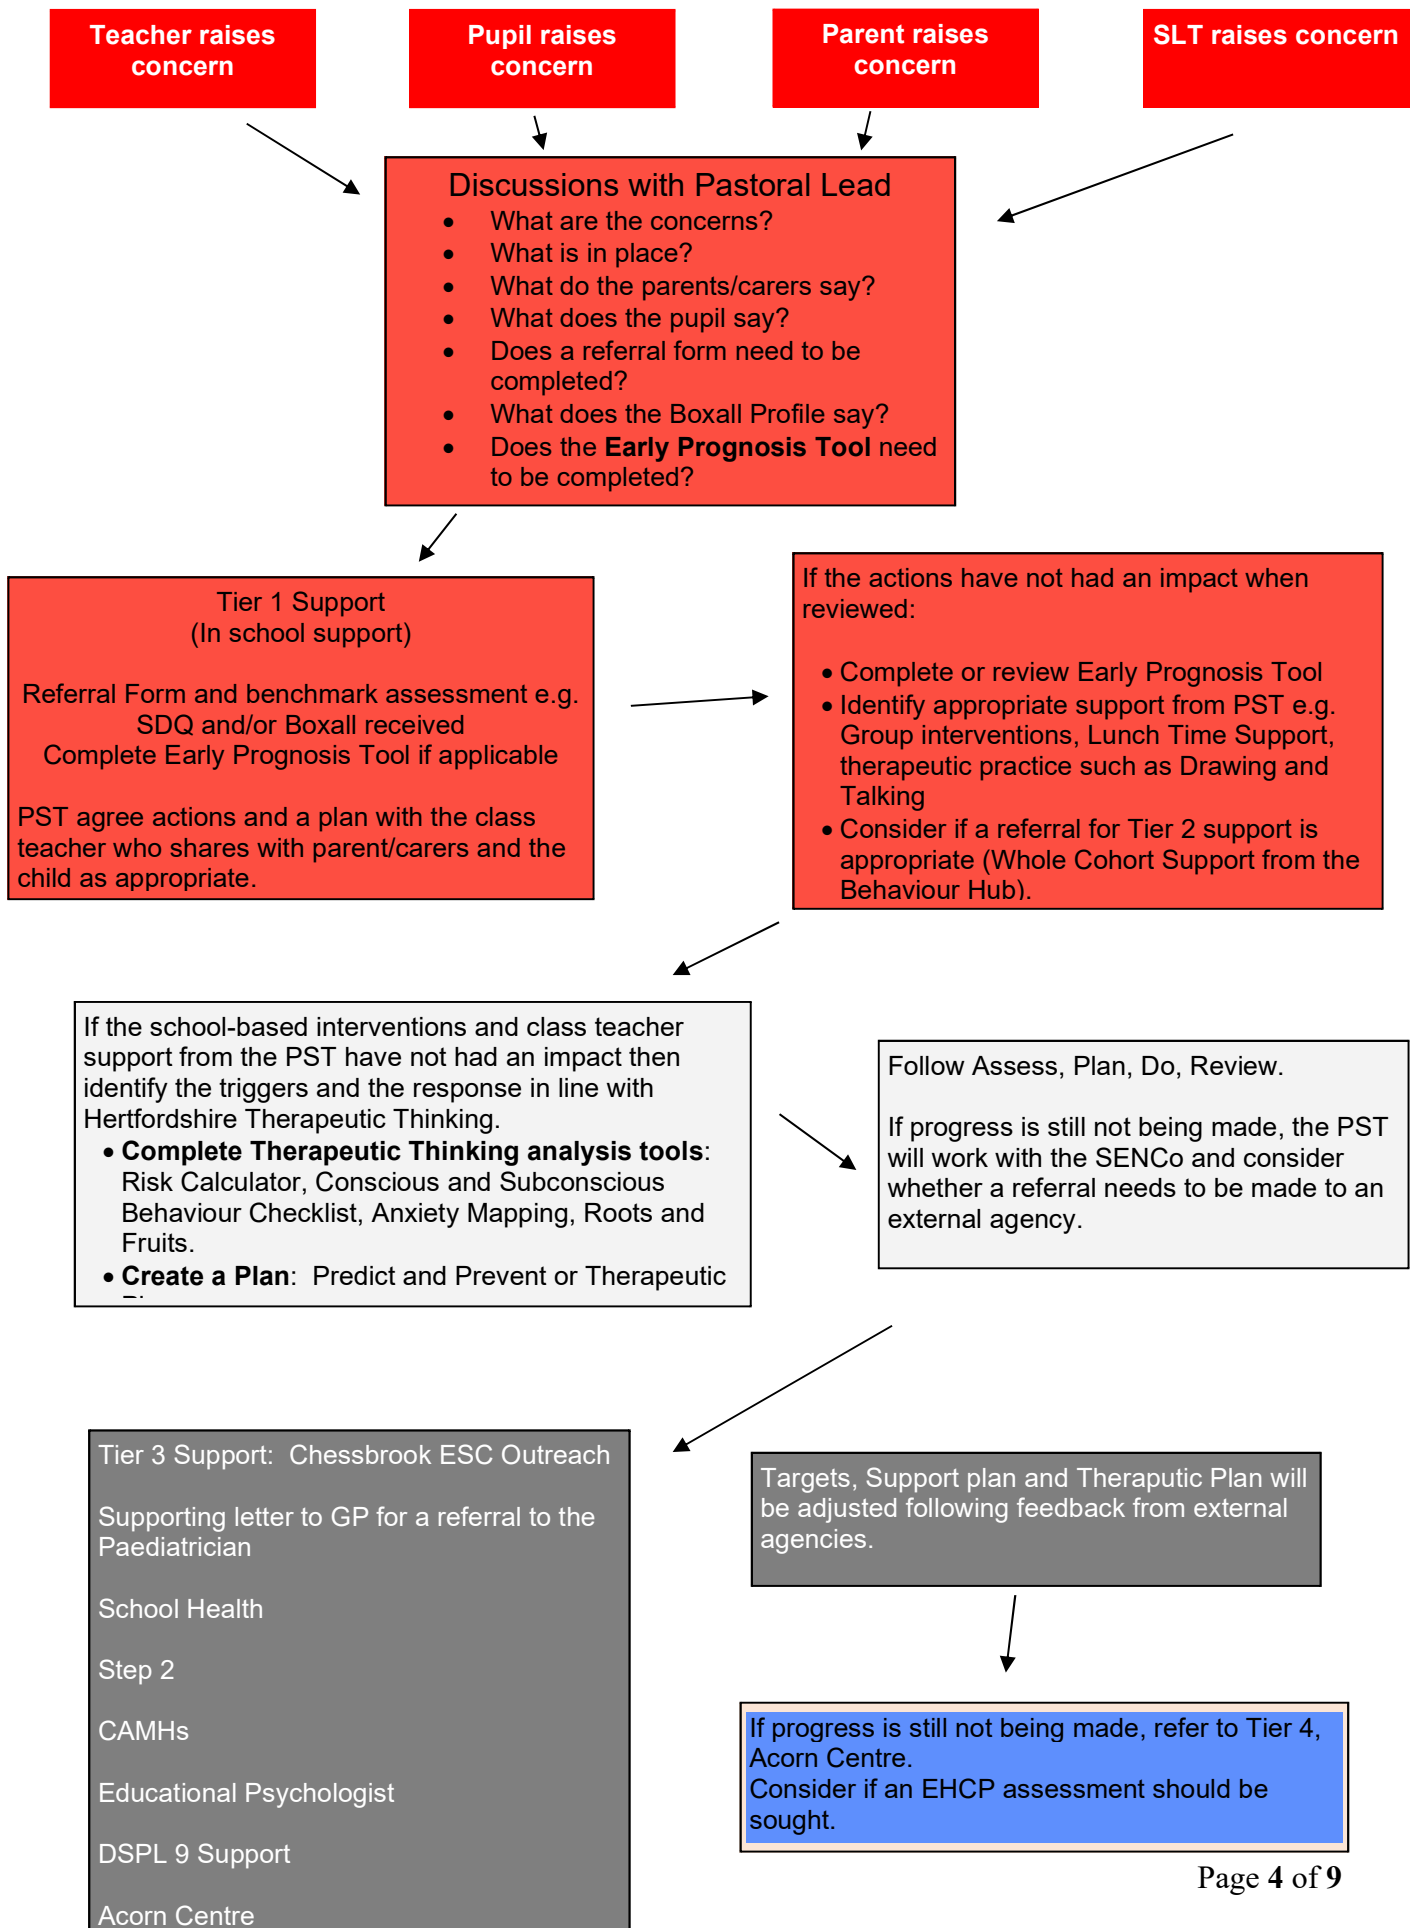 Teacher raises
concern
Pupil raises
concern
Parent raises
concern
SLT raises concern
Discussions with Pastoral Lead
• What are the concerns?
• What is in place?
• What do the parents/carers say?
• What does the pupil say?
• Does a referral form need to be
completed?
• What does the Boxall Profile say?
• Does the Early Prognosis Tool need
to be completed?
Tier 1 Support
(In school support)
Referral Form and benchmark assessment e.g.
SDQ and/or Boxall received
Complete Early Prognosis Tool if applicable
PST agree actions and a plan with the class
teacher who shares with parent/carers and the
child as appropriate.
If the actions have not had an impact when
reviewed:
• Complete or review Early Prognosis Tool
• Identify appropriate support from PST e.g.
Group interventions, Lunch Time Support,
therapeutic practice such as Drawing and
Talking
• Consider if a referral for Tier 2 support is
appropriate (Whole Cohort Support from the
Behaviour Hub).
If the school-based interventions and class teacher
support from the PST have not had an impact then
identify the triggers and the response in line with
Hertfordshire Therapeutic Thinking.
• Complete Therapeutic Thinking analysis tools:
Risk Calculator, Conscious and Subconscious
Behaviour Checklist, Anxiety Mapping, Roots and
Fruits.
• Create a Plan: Predict and Prevent or Therapeutic
Follow Assess, Plan, Do, Review.
If progress is still not being made, the PST
will work with the SENCo and consider
whether a referral needs to be made to an
external agency.
Tier 3 Support: Chessbrook ESC Outreach
Supporting letter to GP for a referral to the
Paediatrician
School Health
Step 2
CAMHs
Educational Psychologist
DSPL 9 Support
Acorn Centre
Targets, Support plan and Theraputic Plan will
be adjusted following feedback from external
agencies.
If progress is still not being made, refer to Tier 4,
Acorn Centre.
Consider if an EHCP assessment should be
sought.
Page 4 of 9